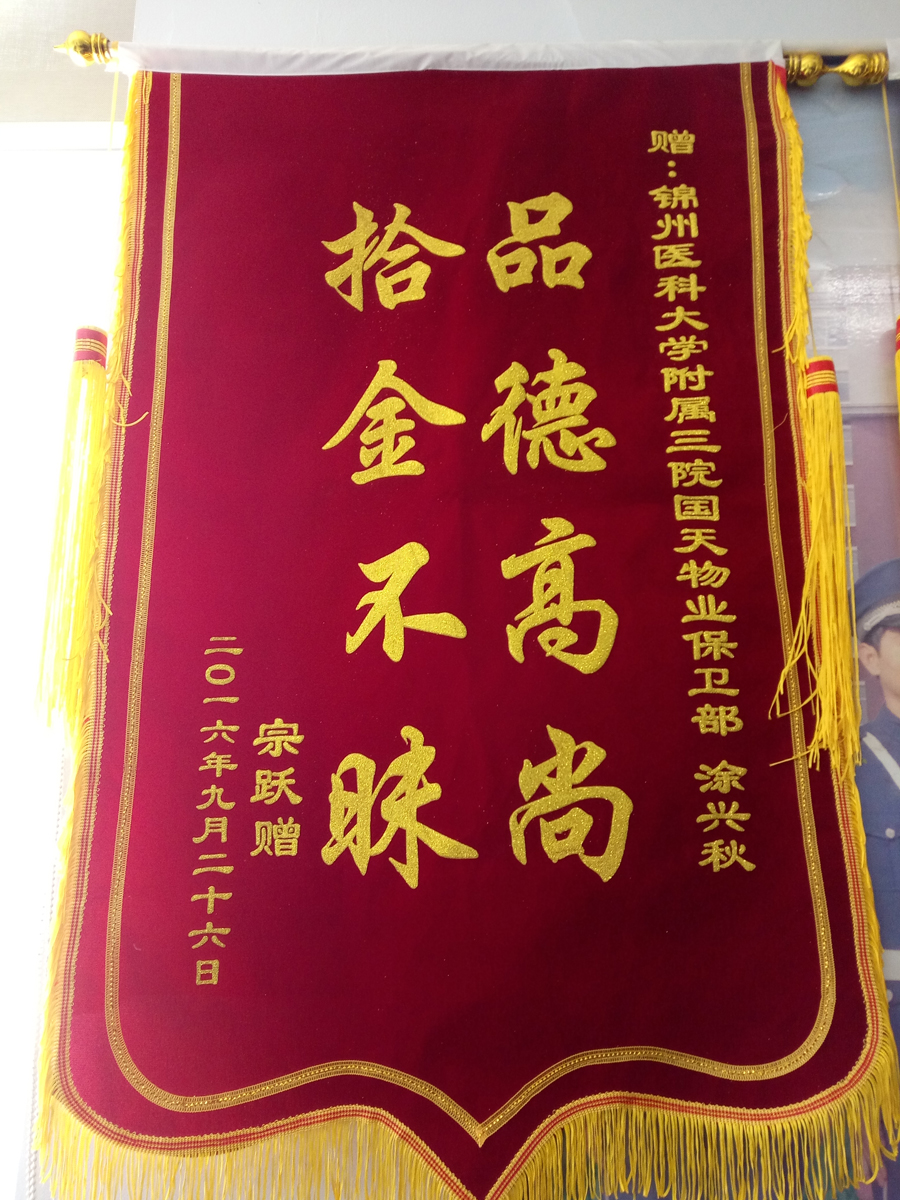 赠：锦州医科大学附属三院国天物业保卫部 涂兴秋
品德高尚
拾金不昧
宗跃赠
二〇一六年九月二十六日